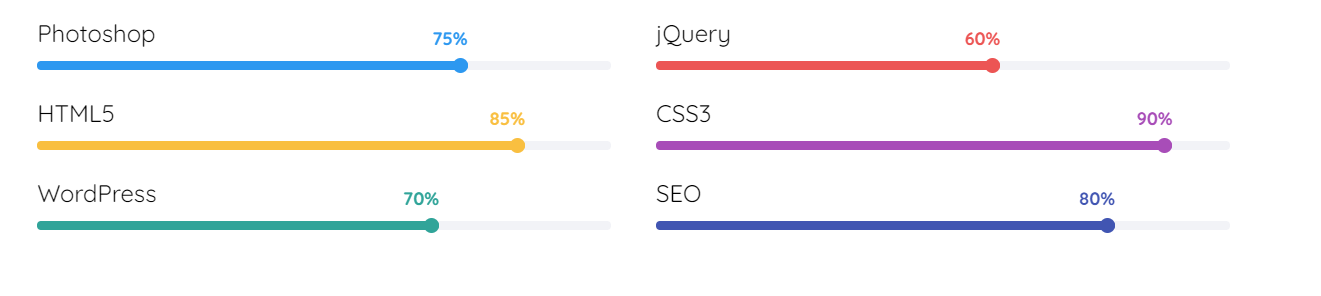 Photoshop 75%
jQuery 60%
HTML5 85%
CSS3 90%
WordPress 70%
SEO 80%